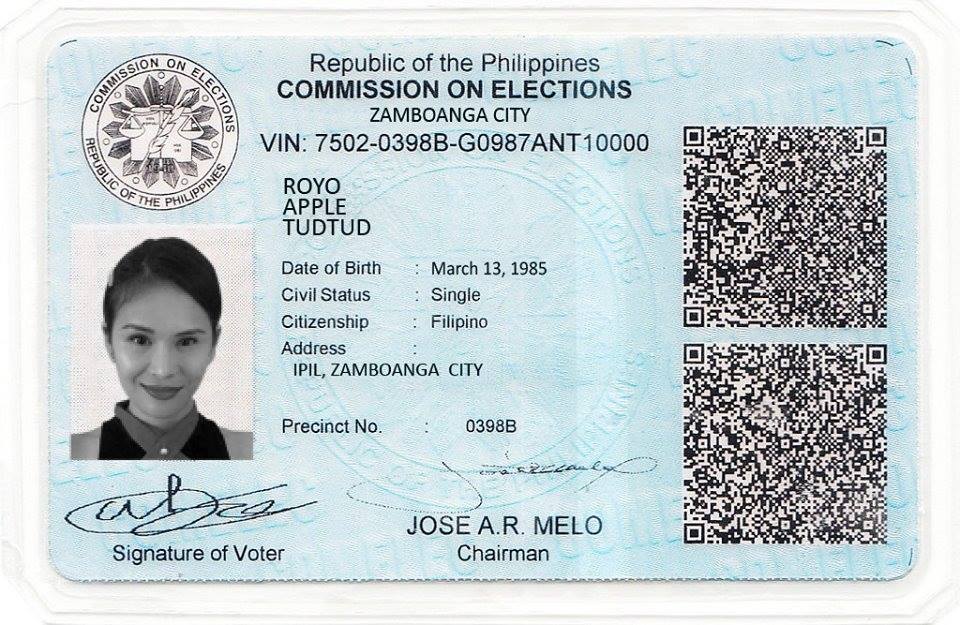 COMMISSION ON ELECTIONS
REPUBLIC OF THE PHILIPPINES
Republic of the Philippines
COMMISSION ON ELECTIONS
ZAMBOANGA CITY
VIN: 7502-0398B-G0987ANT10000
ROYO
APPLE
TUDTUD
Date of Birth : March 13, 1985
Civil Status : Single
Citizenship : Filipino
Address :
IPIL, ZAMBOANGA CITY
Precinct No. : 0398B
JOSE A.R. MELO
Chairman
Signature of Voter